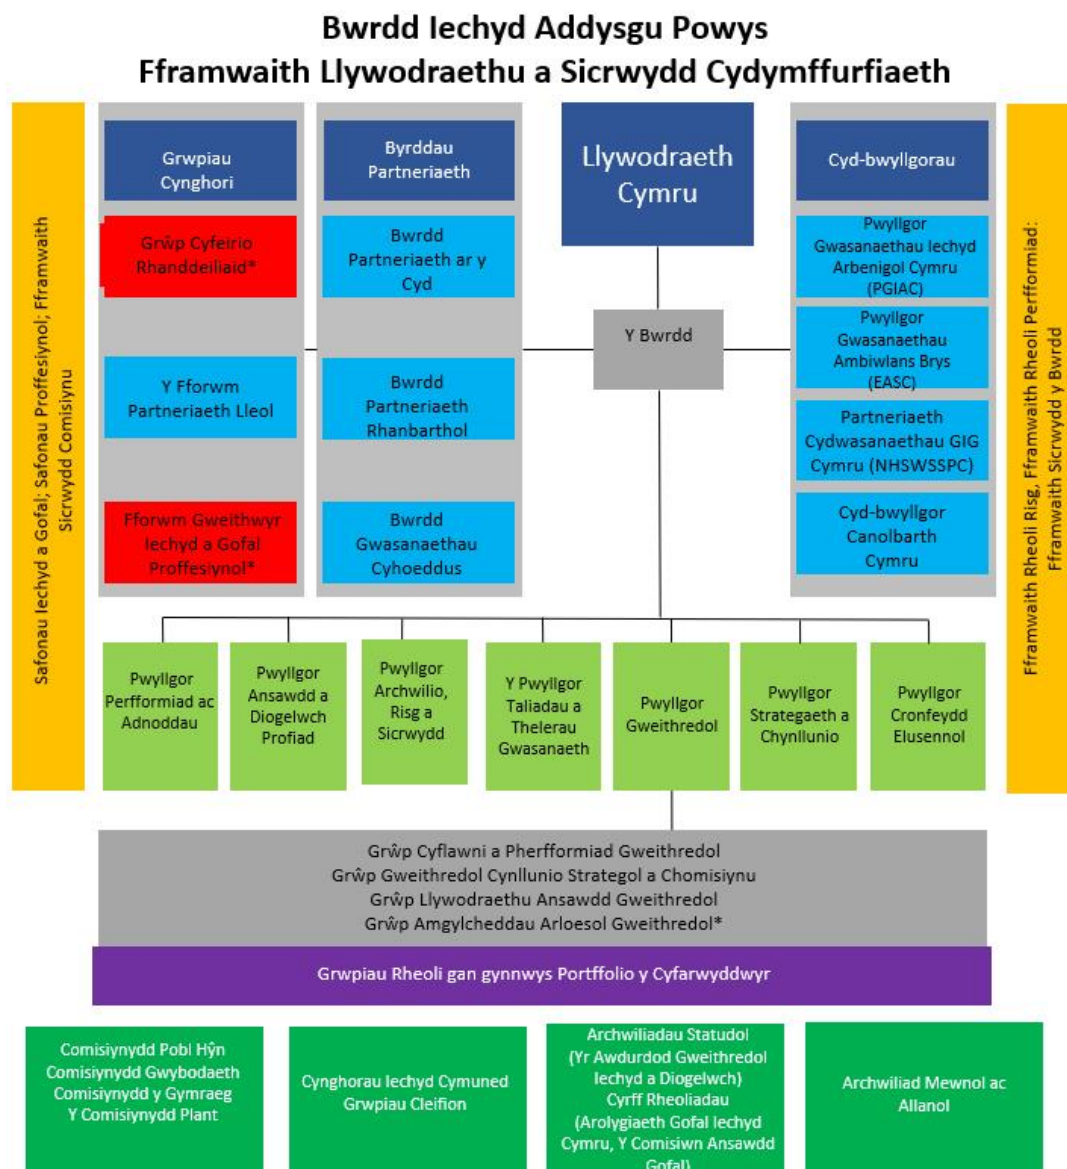 Bwrdd Iechyd Addysgu Powys
Fframwaith Llywodraethu a Sicrwydd Cydymffurfiaeth
Safonau Iechyd a Gofal; Safonau Proffesiynol; Fframwaith
Sicrwydd Comisiynu
Grwpiau
Cynghori
Grŵp Cyfeirio
Rhanddeiliaid*
Y Fforwm
Partneriaeth Lleol
Fforwm Gweithwyr
Iechyd a Gofal
Proffesiynol*
Byrddau
Partneriaeth
Bwrdd
Partneriaeth ar y
Cyd
Bwrdd
Partneriaeth
Rhanbarthol
Bwrdd
Gwasanaethau
Cyhoeddus
Llywodraeth
Cymru
Y Bwrdd
Cyd-bwyllgorau
Pwyllgor
Gwasanaethau Iechyd
Arbenigol Cymru
(PGIAC)
Pwyllgor
Gwasanaethau
Ambiwlans Brys
(EASC)
Partneriaeth
Cydwasanaethau GIG
Cymru (NHSWSSPC)
Cyd-bwyllgor
Canolbarth
Cymru
Fframwaith Rheoli Risg, Fframwaith Rheoli Perfformiad:
Fframwaith Sicrwydd y Bwrdd
Pwyllgor
Perfformiad ac
Adnoddau
Pwyllgor
Ansawdd a
Diogelwch
Profiad
Pwyllgor
Archwilio,
Risg a
Sicrwydd
Y Pwyllgor
Taliadau a
Thelerau
Gwasanaeth
Pwyllgor
Gweithredol
Pwyllgor
Strategaeth a
Chynllunio
Pwyllgor
Cronfeydd
Elusennol
Grŵp Cyflawni a Pherfformiad Gweithredol
Grŵp Gweithredol Cynllunio Strategol a Chomisiynu
Grŵp Llywodraethu Ansawdd Gweithredol
Grŵp Amgylcheddau Arloesol Gweithredol*
Grwpiau Rheoli gan gynnwys Portffolio y Cyfarwyddwyr
Comisiynydd Pobl Hŷn
Comisiynydd Gwybodaeth
Comisiynydd y Gymraeg
Y Comisiynydd Plant
Cynghorau Iechyd Cymuned
Grwpiau Cleifion
Archwiliadau Statudol
(Yr Awdurdod Gweithredol
Iechyd a Diogelwch)
Cyrff Rheoliadau
(Arolygiaeth Gofal Iechyd
Cymru, Y Comisiwn Ansawdd
Gofal)
Archwiliad Mewnol ac
Allanol